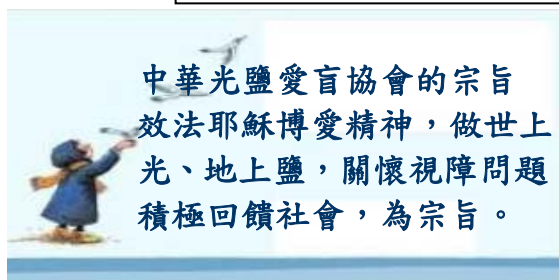 中華光鹽愛盲協會的宗旨
效法耶穌博愛精神，做世上
光、地上鹽，關懷視障問題
積極回饋社會，為宗旨。